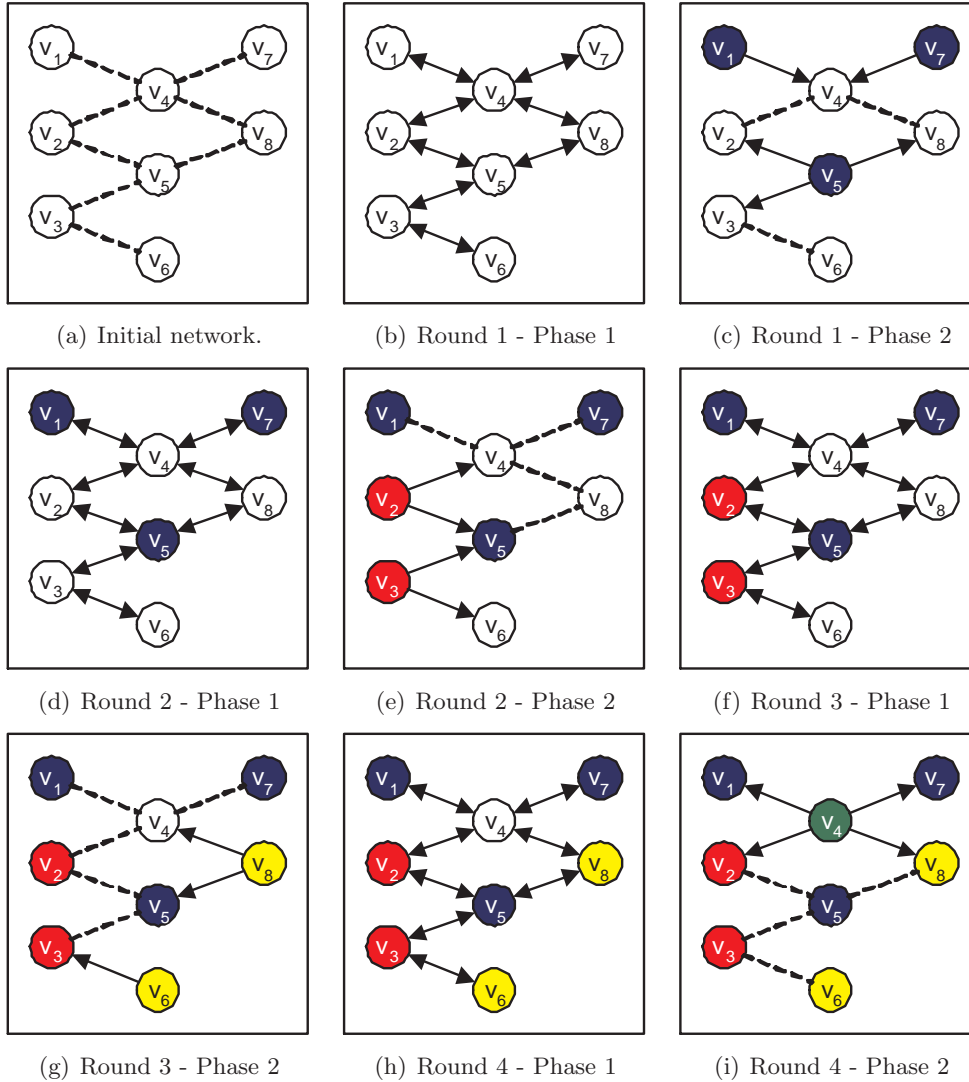 v1 v7
v4
v2 v8
v5
v3
v6
v1 v7
v4
v2 v8
v5
v3
v6
v1 v7
v4
v2 v8
v5
v3
v6
(a) Initial network.
(b) Round 1 - Phase 1
(c) Round 1 - Phase 2
v1 v7
v4
v2 v8
v5
v3
v6
v1 v7
v4
v2 v8
v5
v3
v6
v1 v7
v4
v2 v8
v5
v3
v6
(d) Round 2 - Phase 1
(e) Round 2 - Phase 2
(f) Round 3 - Phase 1
v1 v7
v4
v2 v8
v5
v3
v6
v1 v7
v4
v2 v8
v5
v3
v6
v1 v7
v4
v2 v8
v5
v3
v6
(g) Round 3 - Phase 2
(h) Round 4 - Phase 1
(i) Round 4 - Phase 2